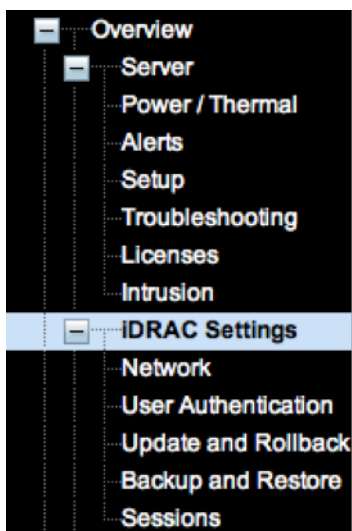 Overview
Server
Power / Thermal
Alerts
Setup
Troubleshooting
Licenses
Intrusion
iDRAC Settings
Network
User Authentication
Update and Rollback
Backup and Restore
Sessions